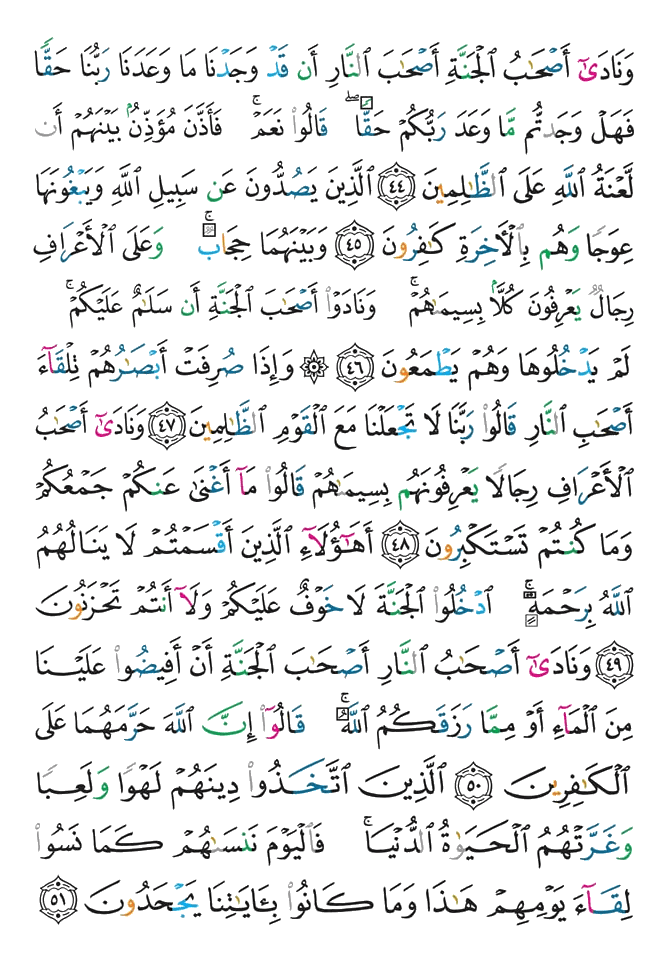 وَنَادَىٰٓ أَصْحَٰبُ ٱلْجَنَّةِ أَصْحَٰبَ ٱلنَّارِ أَن قَدْ وَجَدْنَا مَا وَعَدَنَا رَبُّنَا حَقًّا
فَهَلْ وَجَدتُّم مَّا وَعَدَ رَبُّكُمْ حَقًّا ۖ قَالُوا۟ نَعَمْ ۚ فَأَذَّنَ مُؤَذِّنٌۢ بَيْنَهُمْ أَن
لَّعْنَةُ ٱللَّهِ عَلَى ٱلظَّٰلِمِينَ ﴿٤٤﴾ ٱلَّذِينَ يَصُدُّونَ عَن سَبِيلِ ٱللَّهِ وَيَبْغُونَهَا
عِوَجًا وَهُم بِٱلْأَخِرَةِ كَٰفِرُونَ ﴿٤٥﴾ وَبَيْنَهُمَا حِجَابٌ ۚ وَعَلَى ٱلْأَعْرَافِ
رِجَالٌ يَعْرِفُونَ كُلًّۢا بِسِيمَىٰهُمْ ۚ وَنَادَوْا۟ أَصْحَٰبَ ٱلْجَنَّةِ أَن سَلَٰمٌ عَلَيْكُمْ ۚ
لَمْ يَدْخُلُوهَا وَهُمْ يَطْمَعُونَ ﴿٤٦﴾ ۞ وَإِذَا صُرِفَتْ أَبْصَٰرُهُمْ تِلْقَآءَ
أَصْحَٰبِ ٱلنَّارِ قَالُوا۟ رَبَّنَا لَا تَجْعَلْنَا مَعَ ٱلْقَوْمِ ٱلظَّٰلِمِينَ ﴿٤٧﴾ وَنَادَىٰٓ أَصْحَٰبُ
ٱلْأَعْرَافِ رِجَالًا يَعْرِفُونَهُم بِسِيمَىٰهُمْ قَالُوا۟ مَآ أَغْنَىٰ عَنكُمْ جَمْعُكُمْ
وَمَا كُنتُمْ تَسْتَكْبِرُونَ ﴿٤٨﴾ أَهَٰٓؤُلَآءِ ٱلَّذِينَ أَقْسَمْتُمْ لَا يَنَالُهُمُ
ٱللَّهُ بِرَحْمَةٍ ۚ ٱدْخُلُوا۟ ٱلْجَنَّةَ لَا خَوْفٌ عَلَيْكُمْ وَلَآ أَنتُمْ تَحْزَنُونَ
﴿٤٩﴾ وَنَادَىٰٓ أَصْحَٰبُ ٱلنَّارِ أَصْحَٰبَ ٱلْجَنَّةِ أَنْ أَفِيضُوا۟ عَلَيْنَا
مِنَ ٱلْمَآءِ أَوْ مِمَّا رَزَقَكُمُ ٱللَّهُ ۚ قَالُوٓا۟ إِنَّ ٱللَّهَ حَرَّمَهُمَا عَلَى
ٱلْكَٰفِرِينَ ﴿٥٠﴾ ٱلَّذِينَ ٱتَّخَذُوا۟ دِينَهُمْ لَهْوًا وَلَعِبًا
وَغَرَّتْهُمُ ٱلْحَيَوٰةُ ٱلدُّنْيَا ۚ فَٱلْيَوْمَ نَنسَىٰهُمْ كَمَا نَسُوا۟
لِقَآءَ يَوْمِهِمْ هَٰذَا وَمَا كَانُوا۟ بِـَٔايَٰتِنَا يَجْحَدُونَ ﴿٥١﴾